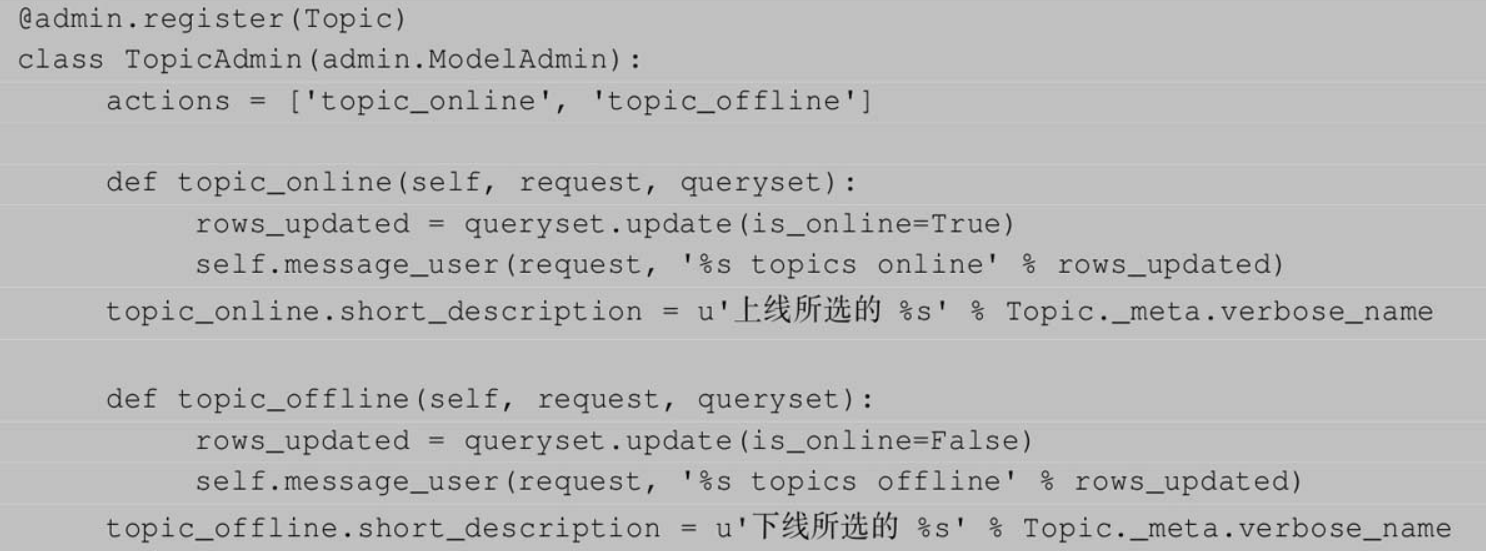 @admin.register(Topic)
class TopicAdmin(admin.ModelAdmin):
    actions = ['topic_online', 'topic_offline']

    def topic_online(self, request, queryset):
        rows_updated = queryset.update(is_online=True)
        self.message_user(request, '%s topics online' % rows_updated)
    topic_online.short_description = u'上线所选的 %s' % Topic._meta.verbose_name

    def topic_offline(self, request, queryset):
        rows_updated = queryset.update(is_online=False)
        self.message_user(request, '%s topics offline' % rows_updated)
    topic_offline.short_description = u'下线所选的 %s' % Topic._meta.verbose_name